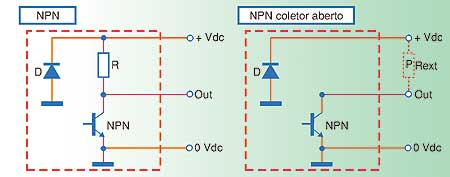 NPN
NPN coletor aberto
+ Vdc
D
R
Out
NPN
0 Vdc
+ Vdc
D
P
Rext
Out
NPN
0 Vdc